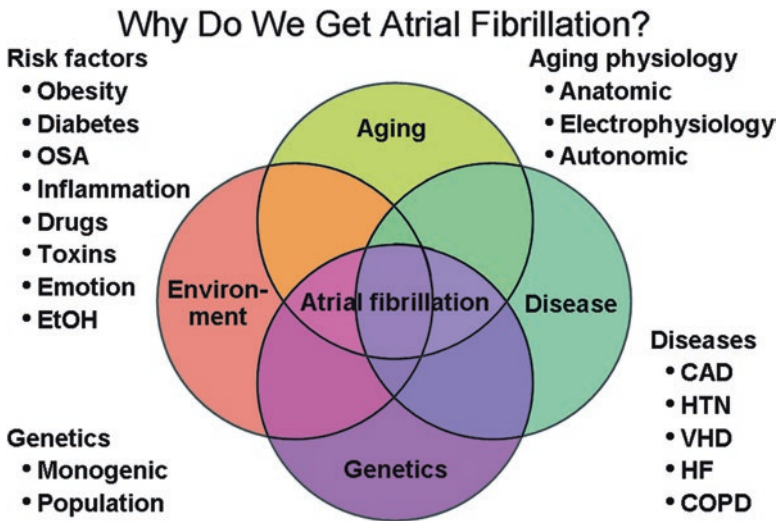 Why Do We Get Atrial Fibrillation?
Risk factors
• Obesity
• Diabetes
• OSA
• Inflammation
• Drugs
• Toxins
• Emotion
• EtOH
Aging physiology
• Anatomic
• Electrophysiology
• Autonomic
Aging
Environ-
ment
Atrial fibrillation
Disease
Genetics
Genetics
• Monogenic
• Population
Diseases
• CAD
• HTN
• VHD
• HF
• COPD